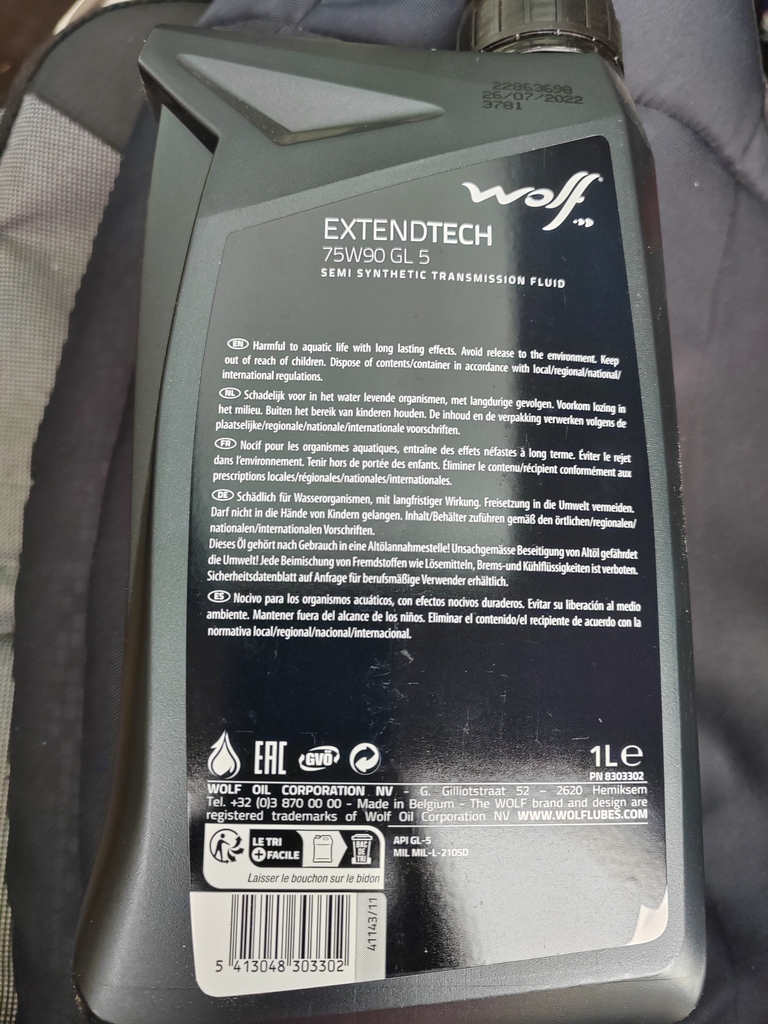 22863698
26/07/2022
3781
wolf
EXTENDTECH
75W90 GL 5
SEMI SYNTHETIC TRANSMISSION FLUID
EN Harmful to aquatic life with long lasting effects. Avoid release to the environment. Keep
out of reach of children. Dispose of contents/container in accordance with local/regional/national/
international regulations.
NL Schadelijk voor in het water levende organismen, met langdurige gevolgen. Voorkom lozing in
het milieu. Buiten het bereik van kinderen houden. De inhoud en de verpakking verwerken volgens de
plaatselijke/regionale/nationale/internationale voorschriften.
FR Nocif pour les organismes aquatiques, entraîne des effets néfastes à long terme. Éviter le rejet
dans l'environnement. Tenir hors de portée des enfants. Éliminer le contenu/récipient conformément aux
prescriptions locales/régionales/nationales/internationales.
DE Schädlich für Wasserorganismen, mit langfristiger Wirkung. Freisetzung in die Umwelt vermeiden.
Darf nicht in die Hände von Kindern gelangen. Inhalt/Behälter zuführen gemäß den örtlichen/regionalen/
nationalen/internationalen Vorschriften.
Dieses Öl gehört nach Gebrauch in eine Altölannahmestelle! Unsachgemässe Beseitigung von Altöl gefährdet
die Umwelt! Jede Beimischung von Fremdstoffen wie Lösemitteln, Brems-und Kühlflüssigkeiten ist verboten.
Sicherheitsdatenblatt auf Anfrage für berufsmäßige Verwender erhältlich.
ES Nocivo para los organismos acuáticos, con efectos nocivos duraderos. Evitar su liberación al medio
ambiente. Mantener fuera del alcance de los niños. Eliminar el contenido/el recipiente de acuerdo con la
normativa local/regional/nacional/internacional.
EAC GVÖ 1L e
PN 8303302
WOLF OIL CORPORATION NV - G. Gilliotstraat 52 - 2620 Hemiksem
Tel. +32 (0)3 870 00 00 - Made in Belgium - The WOLF brand and design are
registered trademarks of Wolf Oil Corporation NV WWW.WOLFLUBES.COM
LE TRI
+ FACILE
BAC
DE
TRI
Laisser le bouchon sur le bidon
API GL-5
MIL MIL-L-2105D
41143/11
5 413048 303302